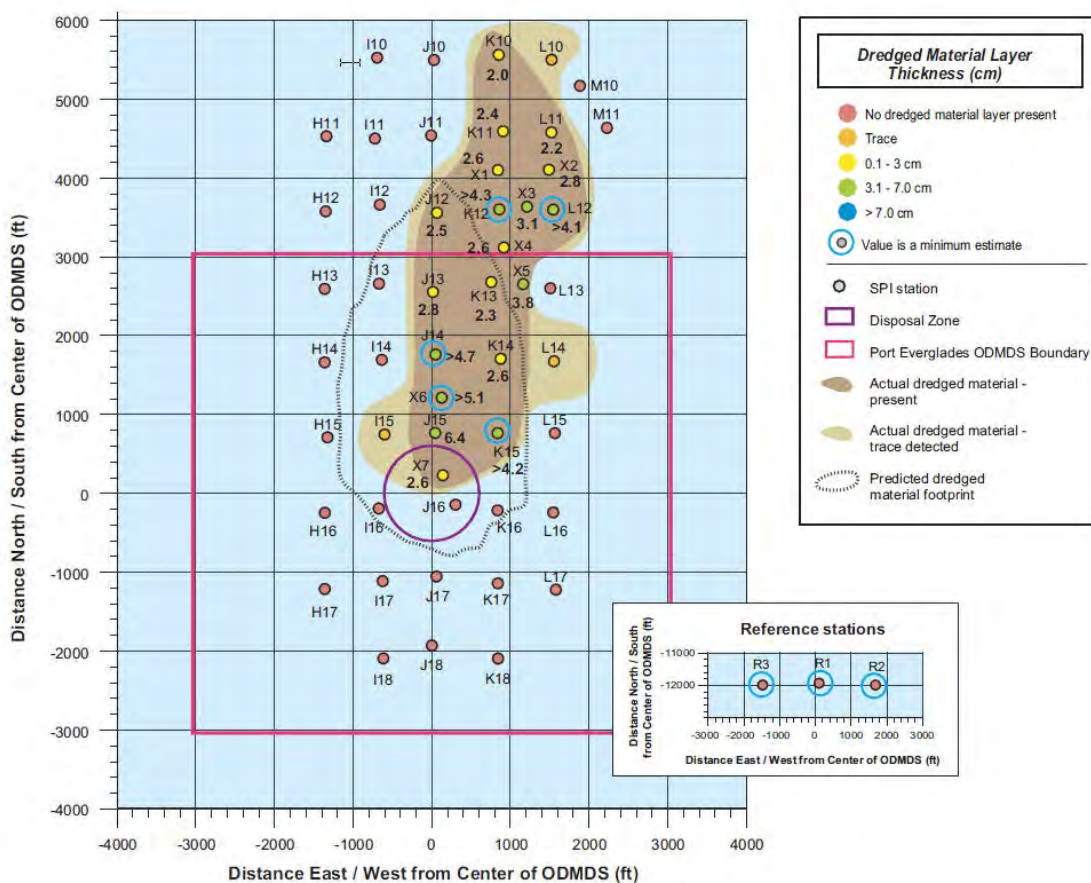 6000
5000
4000
3000
2000
1000
0
-1000
-2000
-3000
-4000
Distance North / South from Center of ODMDS (ft)
-4000 -3000 -2000 -1000 0 1000 2000 3000 4000
Distance East / West from Center of ODMDS (ft)
I10 J10 K10 L10
2.0
M10
M11
H11 I11 J11 2.4 K11 L11
2.2
2.6 X1 X2 2.8
H12 I12 J12 >4.3 K12 X3 L12
2.5 3.1 >4.1
2.6 X4
H13 I13 J13 K13 X5 L13
2.8 2.3 3.8
H14 I14 J14 >4.7 K14 L14
2.6
X6 >5.1
H15 I15 J15 6.4 K15 L15
>4.2
X7
2.6
J16
H16 I16 K16 L16
H17 I17 J17 K17 L17
I18 J18 K18
Dredged Material Layer
Thickness (cm)
No dredged material layer present
Trace
0.1 - 3 cm
3.1 - 7.0 cm
> 7.0 cm
Value is a minimum estimate
SPI station
Disposal Zone
Port Everglades ODMDS Boundary
Actual dredged material -
present
Actual dredged material -
trace detected
Predicted dredged
material footprint
Reference stations
Distance North / South
from Center of ODMDS (ft)
-11000
-12000
R3 R1 R2
-3000 -2000 -1000 0 1000 2000 3000
Distance East / West from Center of ODMDS (ft)